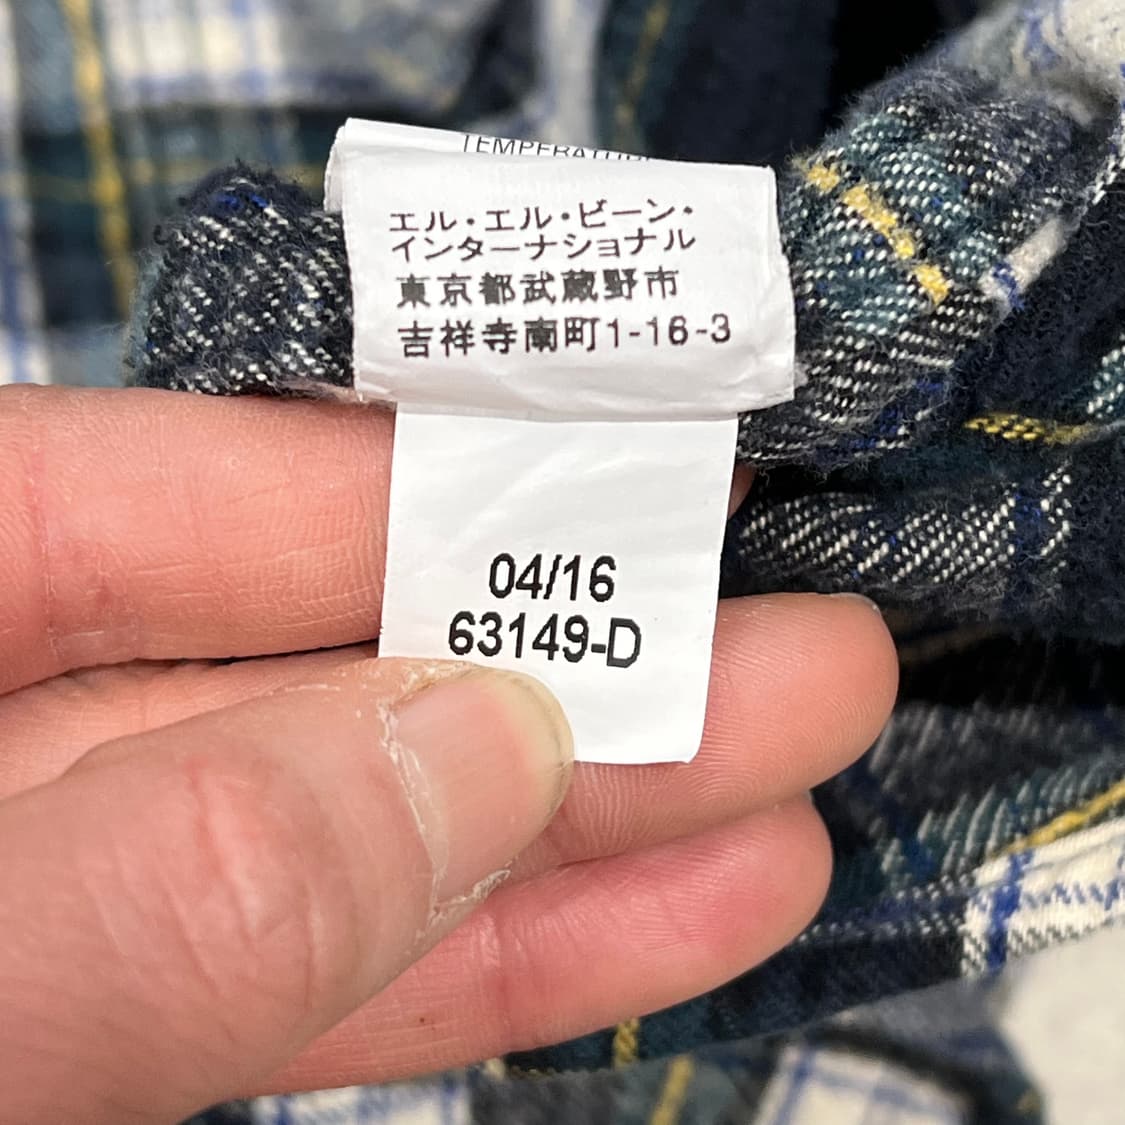 TEMPERATUR
エル・エル・ビーン・
インターナショナル
東京都武蔵野市
吉祥寺南町1-16-3
04/16
63149-D